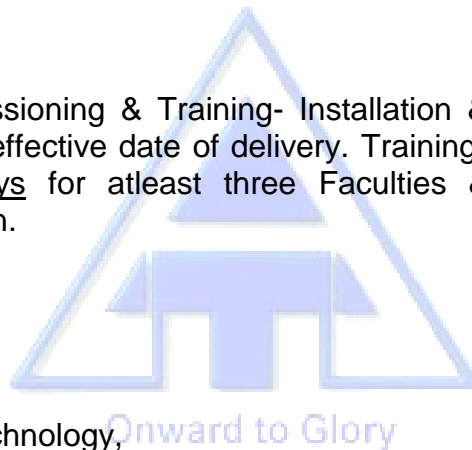 ssioning & Training- Installation &
effective date of delivery. Training
ys for atleast three Faculties &
n.
chnology,
Onward to Glory